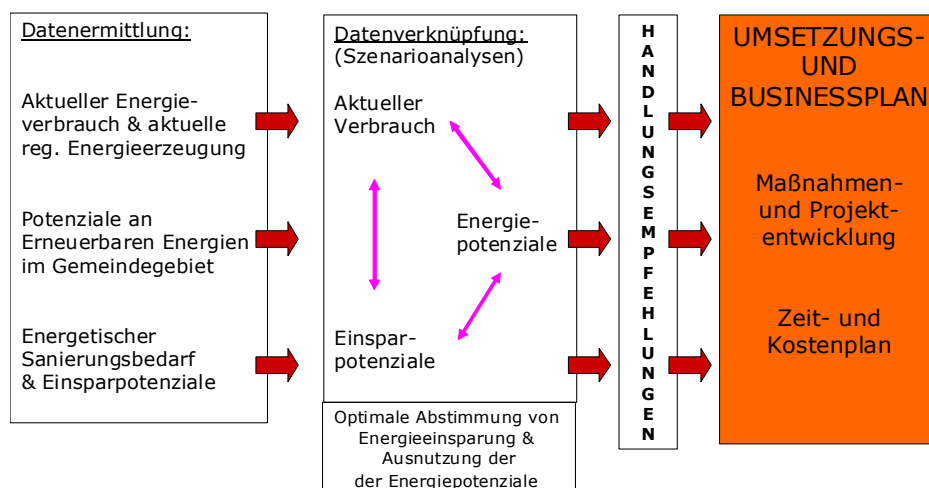 Datenermittlung:
Aktueller Energie-
verbrauch & aktuelle
reg. Energieerzeugung
Potenziale an
Erneuerbaren Energien
im Gemeindegebiet
Energetischer
Sanierungsbedarf
& Einsparpotenziale
Datenverknüpfung:
(Szenarioanalysen)
Aktueller
Verbrauch
Energie-
potenziale
Einspar-
potenziale
Optimale Abstimmung von
Energieeinsparung &
Ausnutzung der
der Energiepotenziale
HANDLUNGSEMPFEHLUNGEN
UMSETZUNGS-
UND
BUSINESSPLAN
Maßnahmen-
und Projekt-
entwicklung
Zeit- und
Kostenplan